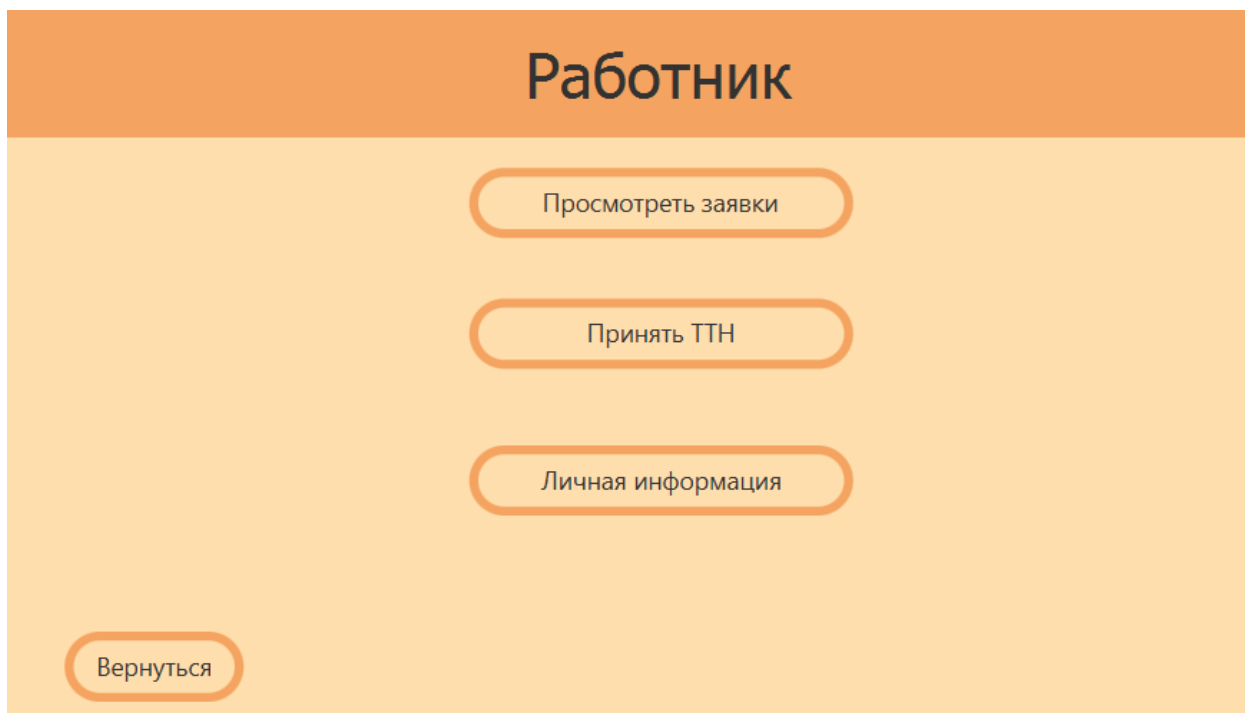 Работник
Просмотреть заявки
Принять ТТН
Личная информация
Вернуться